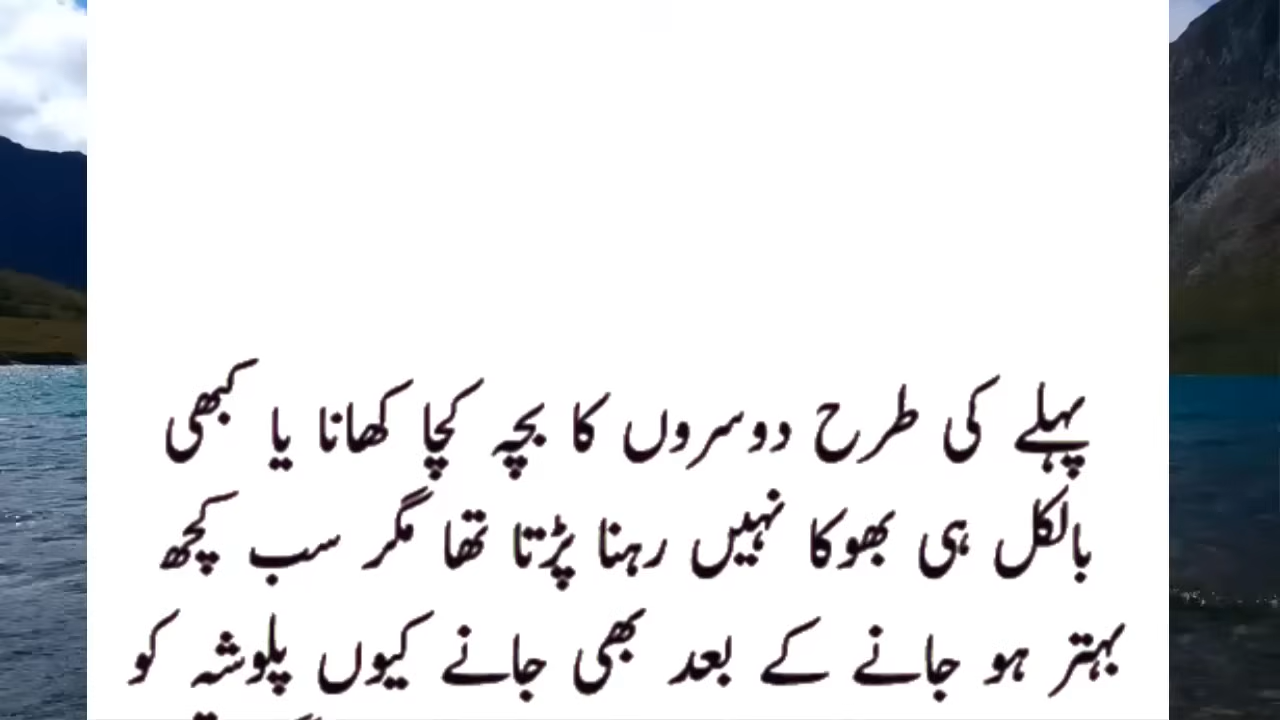 پہلے کی طرح دوسروں کا بچہ کچا کھانا یا کبھی
بالکل ہی بھوکا نہیں رہنا پڑتا تھا مگر سب کچھ
بہتر ہو جانے کے بعد بھی جانے کیوں پلوشہ کو